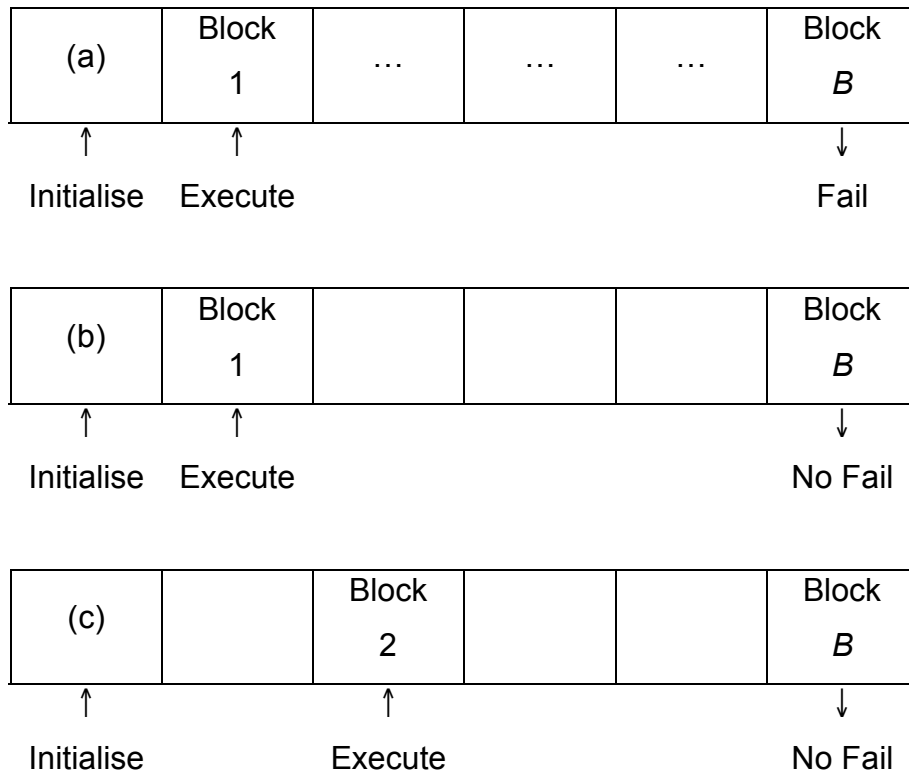 (a) Block 1 … … … Block B
Initialise Execute Fail
(b) Block 1 Block B
Initialise Execute No Fail
(c) Block 2 Block B
Initialise Execute No Fail